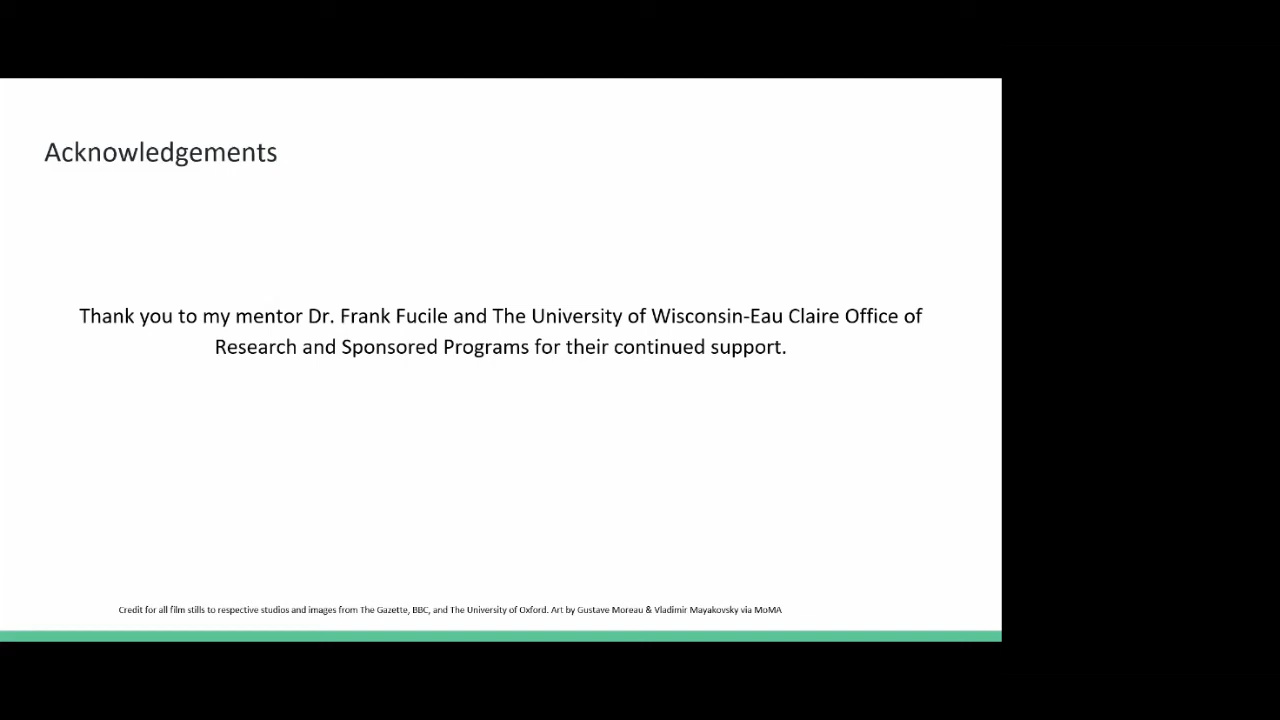 Acknowledgements
Thank you to my mentor Dr. Frank Fucile and The University of Wisconsin-Eau Claire Office of
Research and Sponsored Programs for their continued support.
Credit for all film stills to respective studios and images from The Gazette, BBC, and The University of Oxford. Art by Gustave Moreau & Vladimir Mayakovsky via MoMA